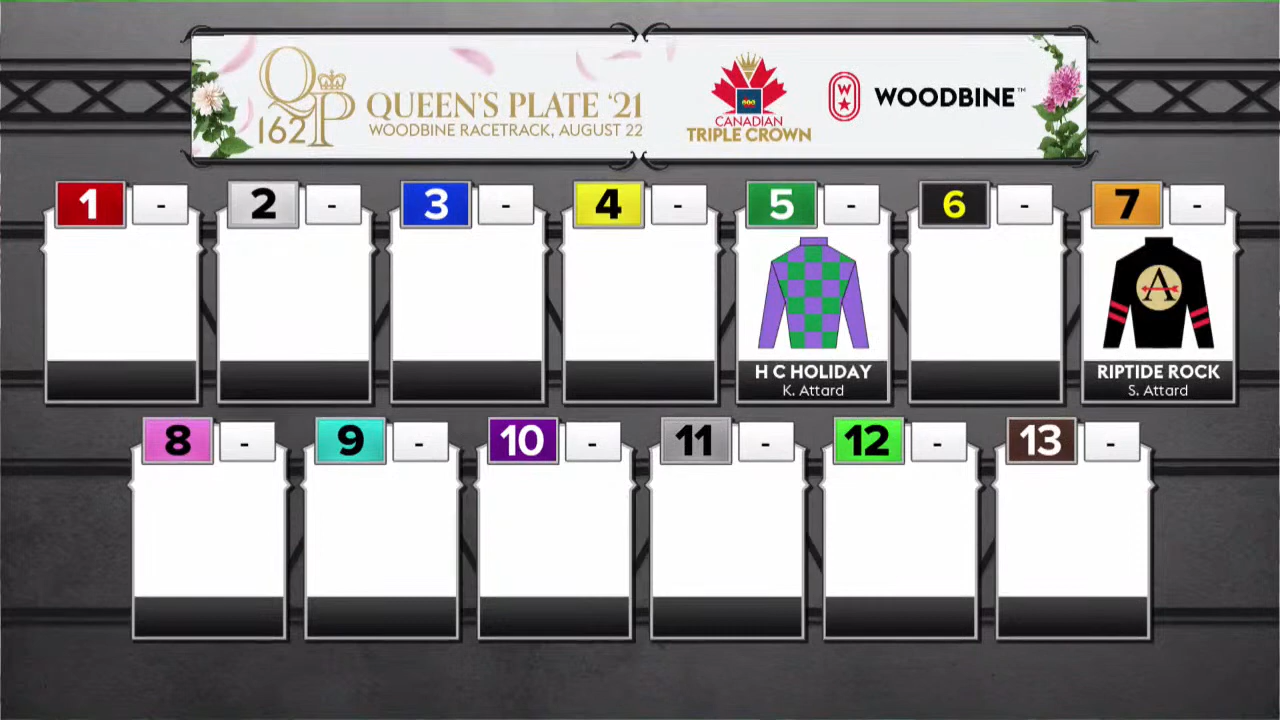 QP
162
QUEEN'S PLATE '21
WOODBINE RACETRACK, AUGUST 22
CANADIAN
TRIPLE CROWN
W
WOODBINE™
1 -
2 -
3 -
4 -
5 -
6 -
7 -
A
H C HOLIDAY
K. Attard
RIPTIDE ROCK
S. Attard
8 -
9 -
10 -
11 -
12 -
13 -